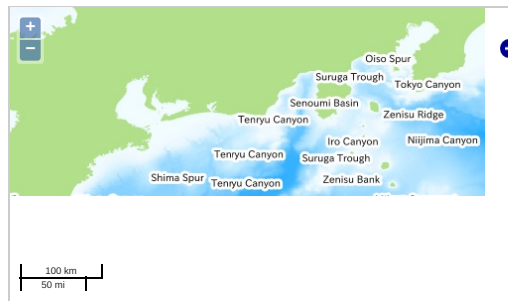 +
−
Oiso Spur
Suruga Trough
Tokyo Canyon
Senoumi Basin
Zenisu Ridge
Tenryu Canyon
Iro Canyon
Niijima Canyon
Tenryu Canyon
Suruga Trough
Shima Spur
Tenryu Canyon
Zenisu Bank
100 km
50 mi